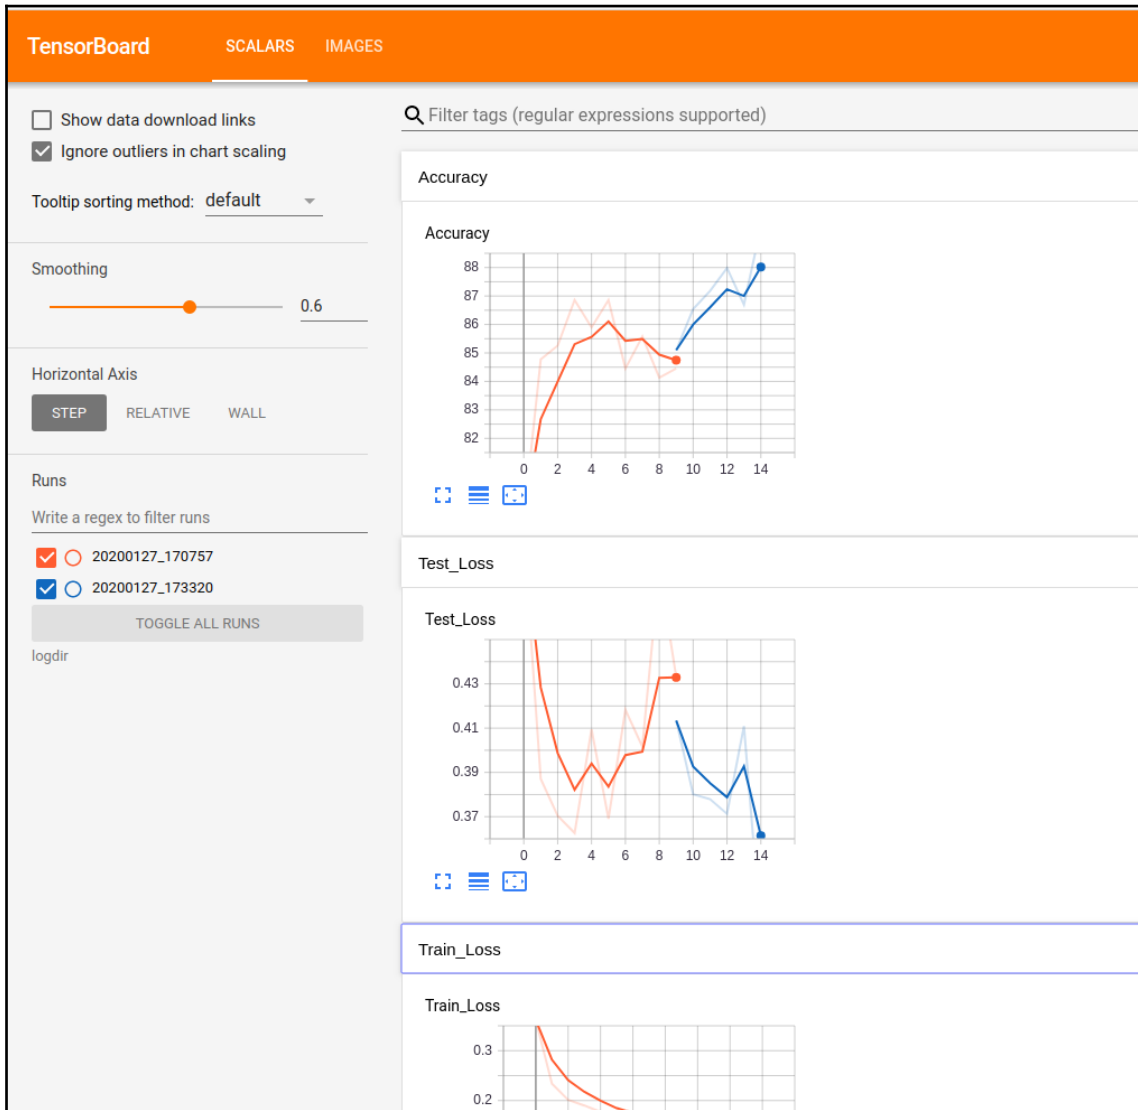 TensorBoard SCALARS IMAGES
Show data download links
Ignore outliers in chart scaling
Tooltip sorting method: default
Smoothing
0.6
Horizontal Axis
STEP RELATIVE WALL
Runs
Write a regex to filter runs
20200127_170757
20200127_173320
TOGGLE ALL RUNS
logdir
Filter tags (regular expressions supported)
Accuracy
Accuracy
88
87
86
85
84
83
82
0 2 4 6 8 10 12 14
Test_Loss
Test_Loss
0.43
0.41
0.39
0.37
0 2 4 6 8 10 12 14
Train_Loss
Train_Loss
0.3
0.2